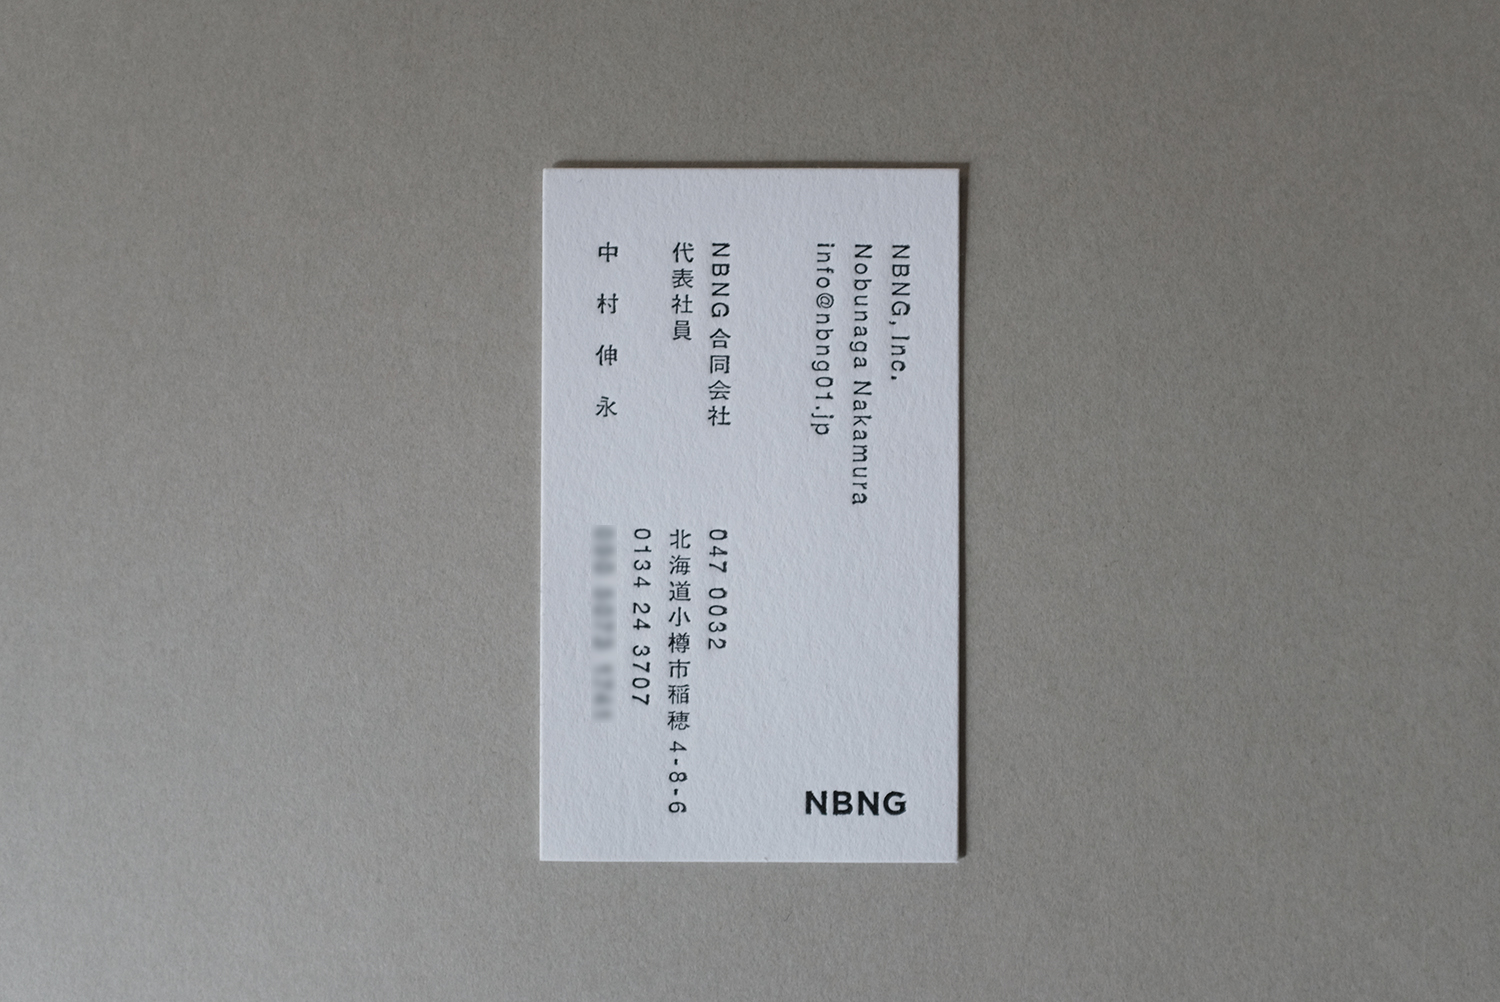 NBNG, Inc.
Nobunaga Nakamura
info@nbng01.jp
NBNG 合同会社
代表社員
中村伸永
047 0032
北海道小樽市稲穂 4-8-6
0134 24 3707
NBNG